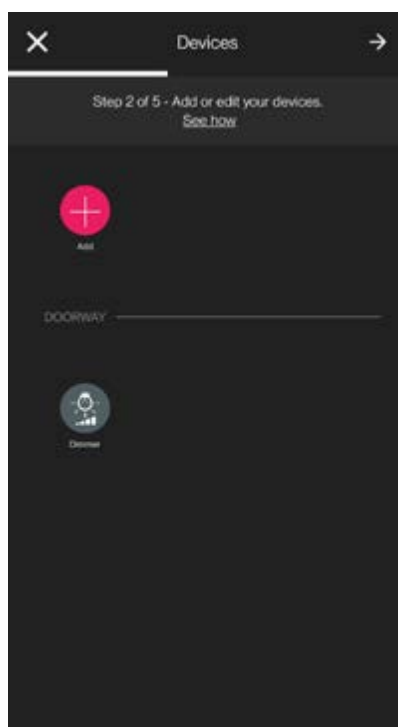 Devices
Step 2 of 5 - Add or edit your devices.
See how
Add
DOORWAY
Dimmer